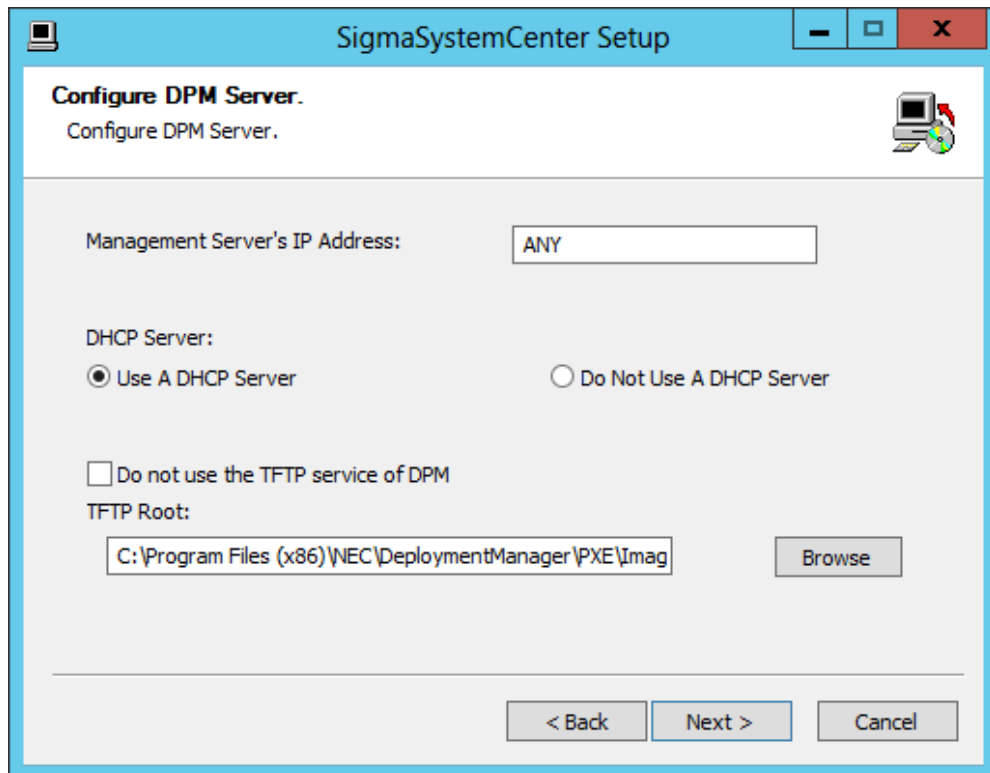 SigmaSystemCenter Setup
Configure DPM Server.
Configure DPM Server.
Management Server's IP Address:
ANY
DHCP Server:
Use A DHCP Server
Do Not Use A DHCP Server
Do not use the TFTP service of DPM
TFTP Root:
C:\Program Files (x86)\NEC\DeploymentManager\PXE\Imag
Browse
< Back
Next >
Cancel